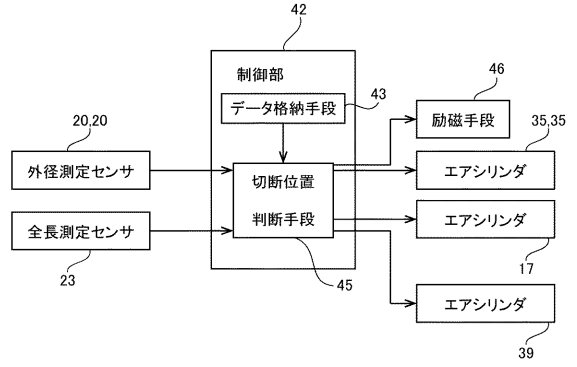 42
制御部
43
データ格納手段
46
励磁手段
20,20
35,35
外径測定センサ
切断位置
判断手段
エアシリンダ
全長測定センサ
23
エアシリンダ
17
45
エアシリンダ
39